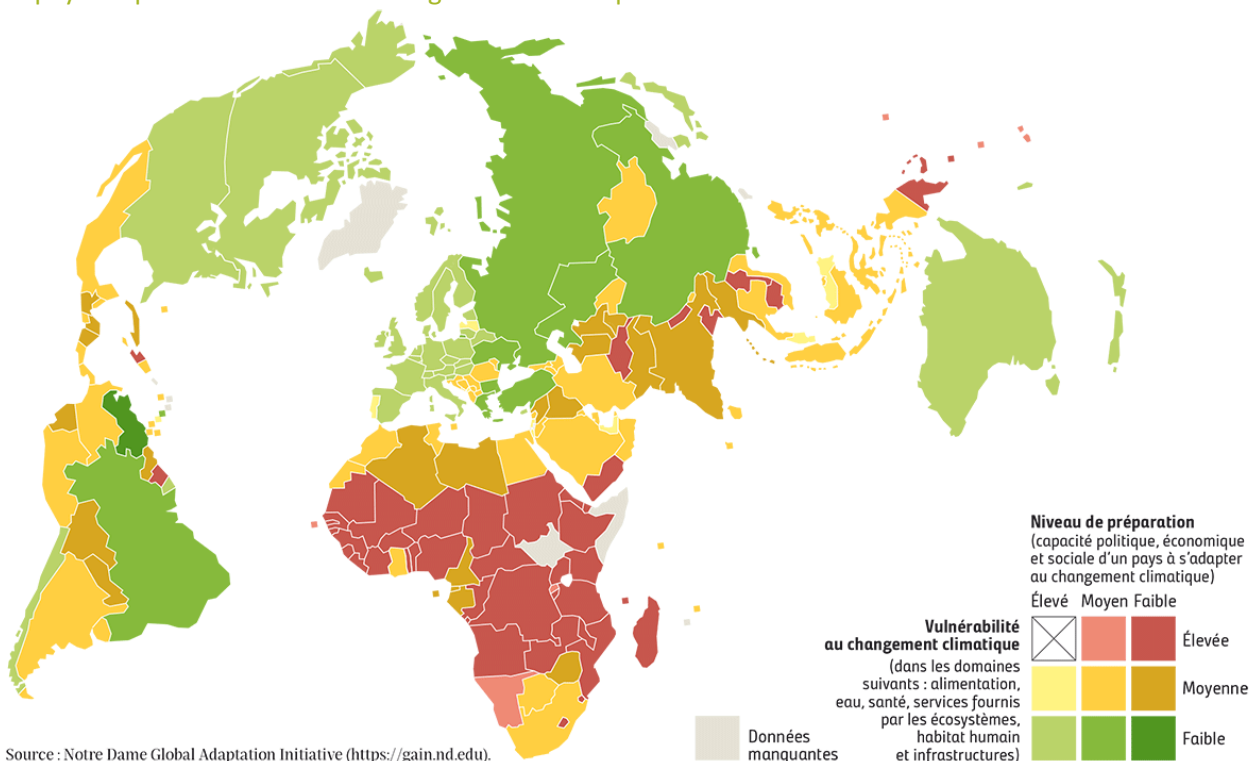 Niveau de préparation
(capacité politique, économique
et sociale d'un pays à s'adapter
au changement climatique)
Élevé Moyen Faible
Vulnérabilité
au changement climatique
(dans les domaines
suivants : alimentation,
eau, santé, services fournis
par les écosystèmes,
habitat humain
et infrastructures)
Élevée
Moyenne
Faible
Données
manquantes
Source : Notre Dame Global Adaptation Initiative (https://gain.nd.edu).